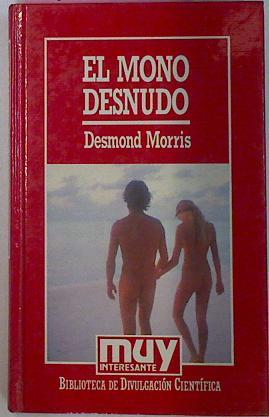 EL MONO
DESNUDO
Desmond Morris
muy
INTERESANTE
BIBLIOTECA DE DIVULGACIÓN CIENTÍFICA